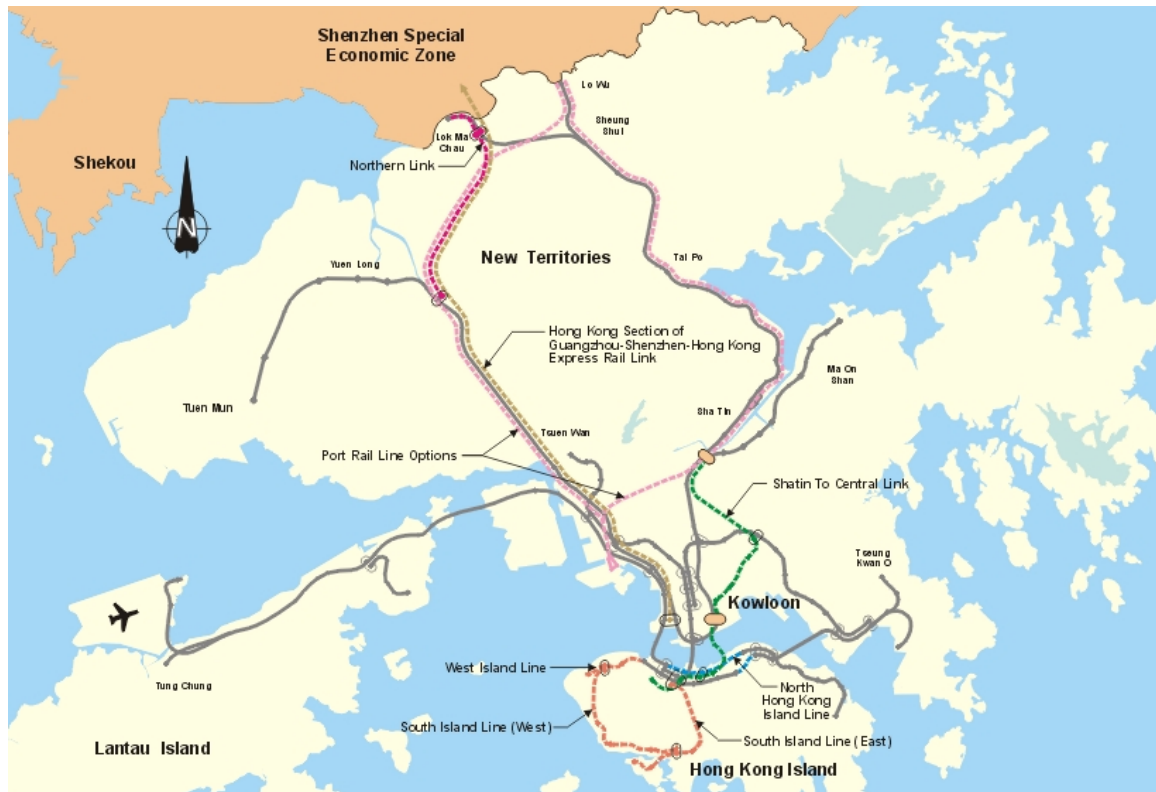 Shenzhen Special
Economic Zone
Lo Wu
Sheung
Shui
Lok Ma
Chau
Shekou
Northern Link
N
New Territories
Yuen Long
Tai Po
Hong Kong Section of
Guangzhou-Shenzhen-Hong Kong
Express Rail Link
Ma On
Shan
Tuen Mun
Sha Tin
Tsuen Wan
Port Rail Line Options
Shatin To Central Link
Tseung
Kwan O
Kowloon
West Island Line
Tung Chung
North
Hong Kong
Island Line
South Island Line (West)
South Island Line (East)
Lantau Island
Hong Kong Island